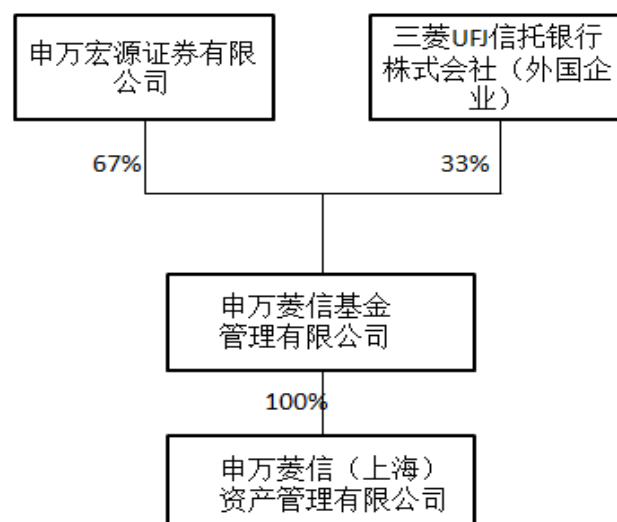 申万宏源证券有限
公司
三菱UFJ信托银行
株式会社（外国企
业）
67%
33%
申万菱信基金
管理有限公司
100%
申万菱信（上海）
资产管理有限公司